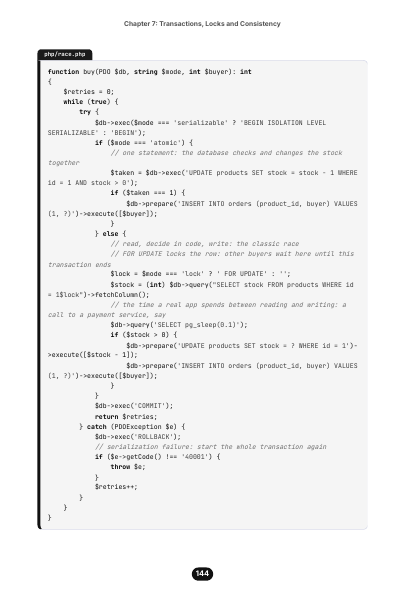 Chapter 7: Transactions, Locks and Consistency
php/race.php
function buy(PDO $db, string $mode, int $buyer): int
{
    $retries = 0;
    while (true) {
        try {
            $db->exec($mode === 'serializable' ? 'BEGIN ISOLATION LEVEL
SERIALIZABLE' : 'BEGIN');
            if ($mode === 'atomic') {
                // one statement: the database checks and changes the stock
together
                $taken = $db->exec('UPDATE products SET stock = stock - 1 WHERE
id = 1 AND stock > 0');
                if ($taken === 1) {
                    $db->prepare('INSERT INTO orders (product_id, buyer) VALUES
(1, ?)')->execute([$buyer]);
                }
            } else {
                // read, decide in code, write: the classic race
                // FOR UPDATE locks the row: other buyers wait here until this
transaction ends
                $lock = $mode === 'lock' ? ' FOR UPDATE' : '';
                $stock = (int) $db->query("SELECT stock FROM products WHERE id
= 1$lock")->fetchColumn();
                // the time a real app spends between reading and writing: a
call to a payment service, say
                $db->query('SELECT pg_sleep(0.1)');
                if ($stock > 0) {
                    $db->prepare('UPDATE products SET stock = ? WHERE id = 1')-
>execute([$stock - 1]);
                    $db->prepare('INSERT INTO orders (product_id, buyer) VALUES
(1, ?)')->execute([$buyer]);
                }
            }
            $db->exec('COMMIT');
            return $retries;
        } catch (PDOException $e) {
            $db->exec('ROLLBACK');
            // serialization failure: start the whole transaction again
            if ($e->getCode() !== '40001') {
                throw $e;
            }
            $retries++;
        }
    }
}
144